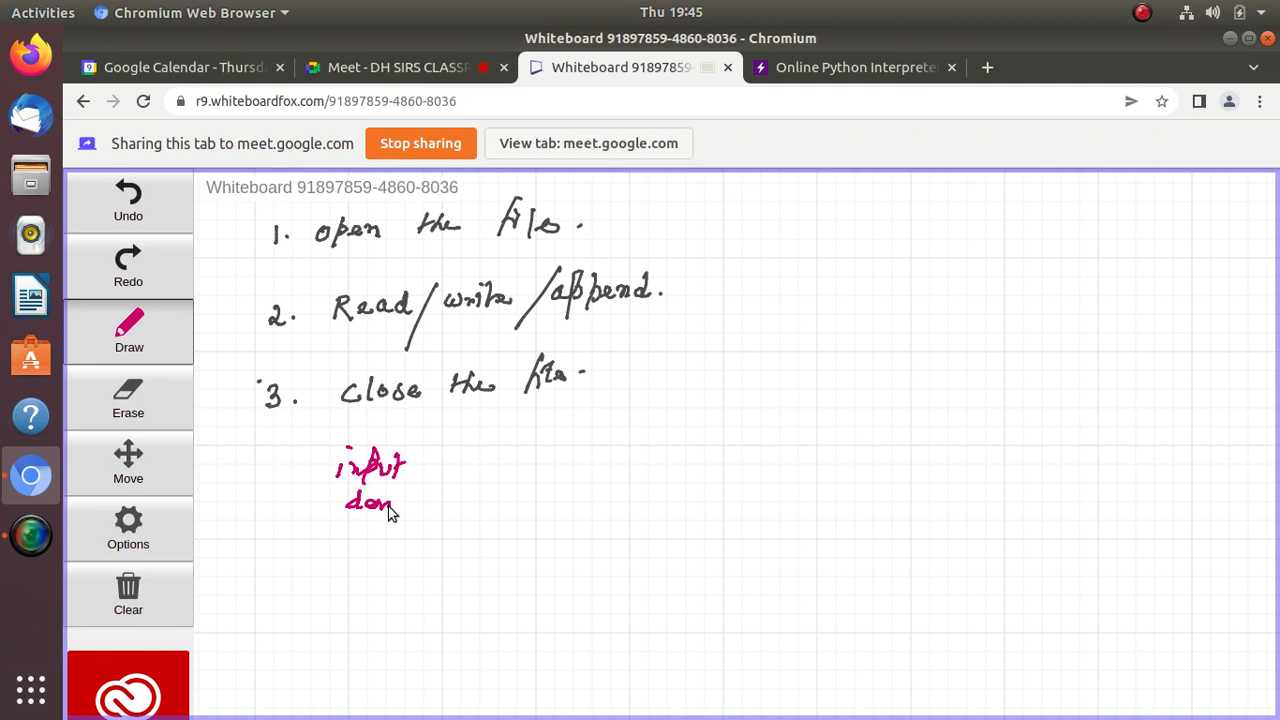 Activities Chromium Web Browser Thu 19:45
Whiteboard 91897859-4860-8036 - Chromium
Google Calendar - Thursd Meet - DH SIRS CLASSR Whiteboard 91897859- Online Python Interprete
r9.whiteboardfox.com/91897859-4860-8036
Sharing this tab to meet.google.com Stop sharing View tab: meet.google.com
Whiteboard 91897859-4860-8036
Undo
Redo
Draw
Erase
Move
Options
Clear
1. open the files.
2. Read/write/append.
3. Close the file.
input
don